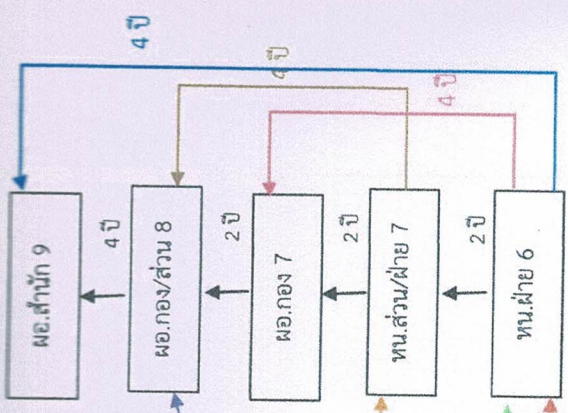 4 ปี
ผอ.สำนัก 9
4 ปี
4 ปี
ผอ.กอง/ส่วน 8
2 ปี
4 ปี
ผอ.กอง 7
2 ปี
หน.ส่วน/ฝ่าย 7
2 ปี
หน.ฝ่าย 6